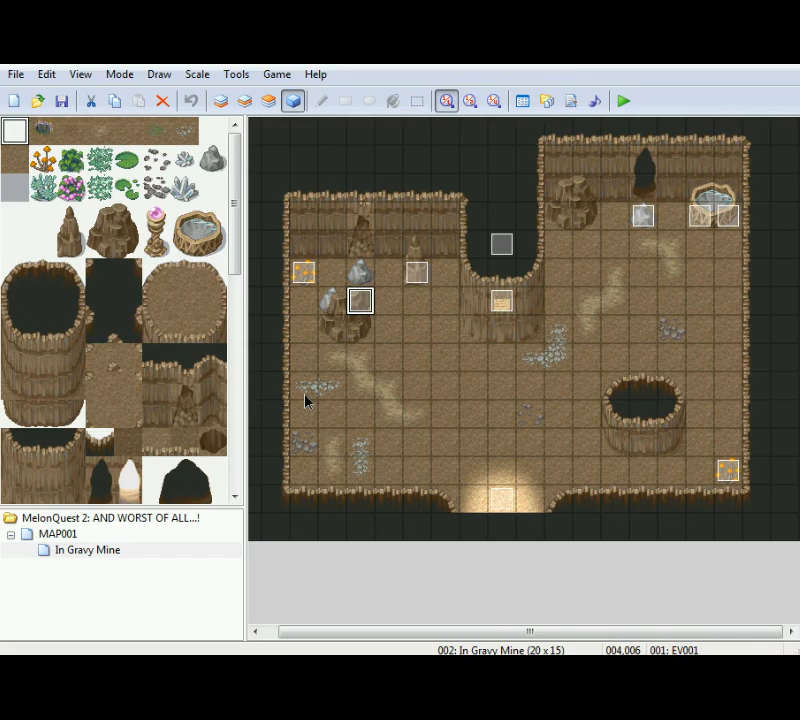 File Edit View Mode Draw Scale Tools Game Help
MelonQuest 2: AND WORST OF ALL...!
MAP001
In Gravy Mine
002: In Gravy Mine (20 x 15) 004,006 001: EV001